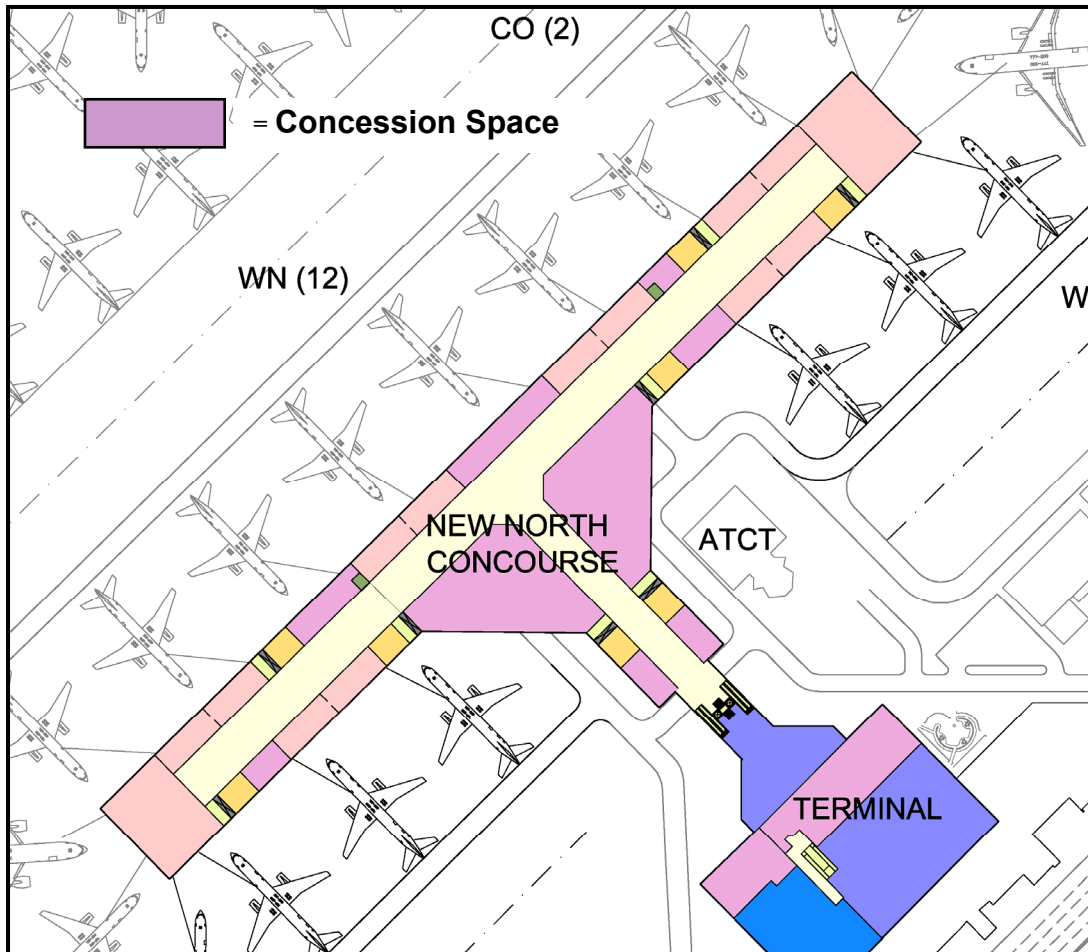 CO (2)
= Concession Space
WN (12)
W
NEW NORTH
CONCOURSE
ATCT
TERMINAL